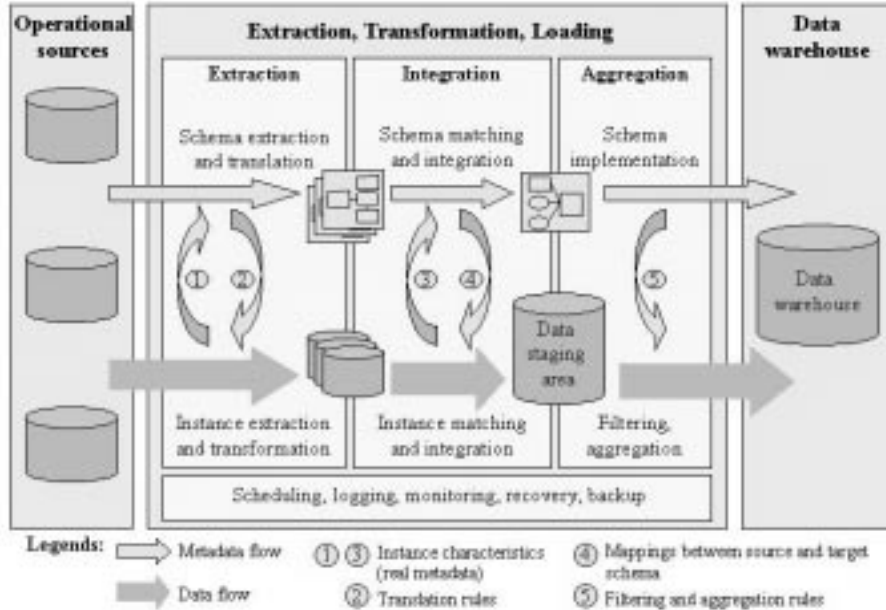 Operational
sources
Extraction, Transformation, Loading
Data
warehouse
Extraction
Integration
Aggregation
Schema extraction
and translation
Schema matching
and integration
Schema
implementation
①
②
③
④
⑤
Data
staging
area
Data
warehouse
Instance extraction
and transformation
Instance matching
and integration
Filtering,
aggregation
Scheduling, logging, monitoring, recovery, backup
Legends:
Metadata flow
Data flow
① ③ Instance characteristics
(real metadata)
② Translation rules
④ Mappings between source and target
schema
⑤ Filtering and aggregation rules